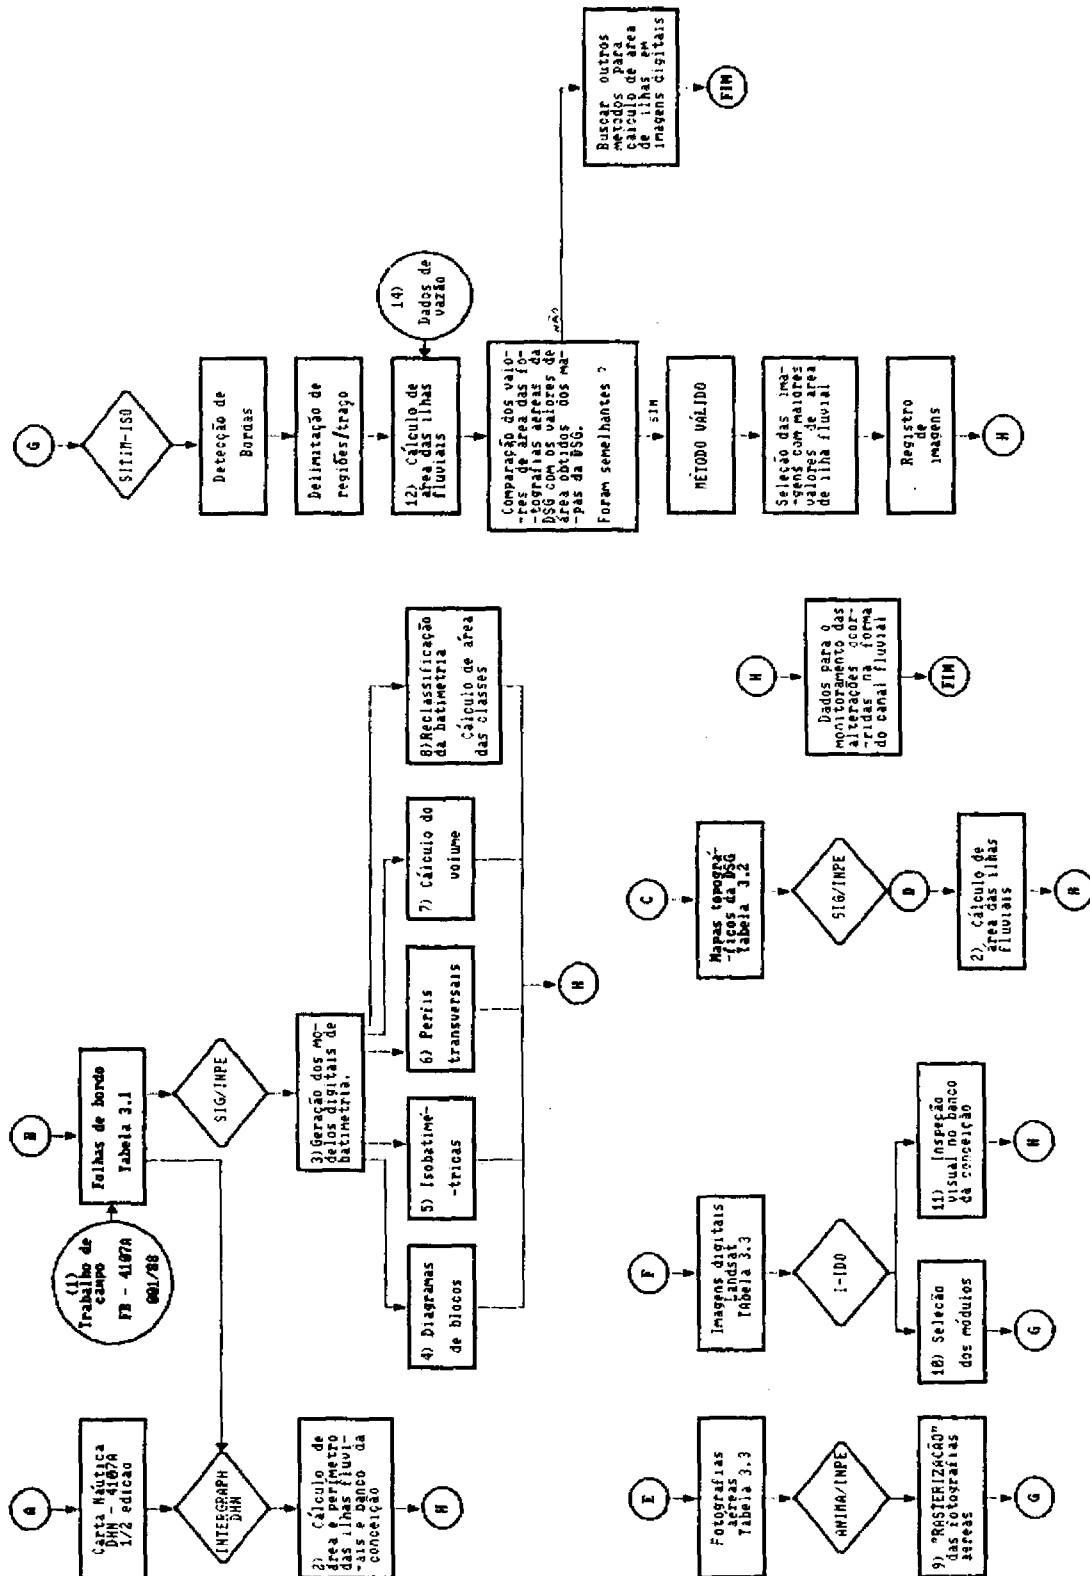 A
Carta Náutica
DHN - 4107A
1/2 edicao
INTERGRAPH
DHN
2) Cálculo de
área e perímetro
das ilhas fluvi-
-ais e banco da
conceição
H
B
(1)
Trabalho de
campo
FB - 4107A
001/88
Folhas de bordo
Tabela 3.1
SIG/INPE
3)Geração dos mo-
delos digitais de
batimetria.
4) Diagramas
de blocos
5) Isobatimé-
-tricas
6) Perfis
transversais
7) Cálculo do
volume
8)Reclassificação
da batimetria
Cálculo de área
das classes
H
G
SITIM-150
Detecção de
Bordas
Delimitação de
regiões/traço
14)
Dados de
vazão
12) Cálculo de
área das ilhas
fluviais
Comparação dos valo-
-res de área das fo-
-tografias aéreas da
DSG com os valores de
área obtidos dos ma-
-pas da DSG.
Foram semelhantes ?
NÃO
Buscar outros
métodos para
cálculo de área
de ilhas em
imagens digitais
FIM
SIM
MÉTODO VÁLIDO
Seleção das ima-
-gens com maiores
valores de area
de ilha fluvial
Registro
de
imagens
H
E
Fotografias
aéreas
Tabela 3.3
ANIMA/INPE
9) "RASTERIZACÃO"
das fotografias
aereas
G
F
Imagens digitais
Landsat
TAbela 3.3
I-IDO
10) Selecão
dos módulos
G
11) Inspeção
visual no banco
da conceição
H
C
Mapas topográ-
-ficos da DSG
Tabela 3.2
SIG/INPE
D
2) Cálculo de
área das ilhas
fluviais
H
H
Dados para o
monitoramento das
alterações ocor-
-ridas na forma
do canal fluvial
FIM